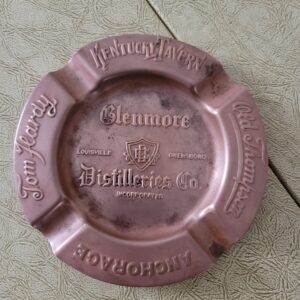 KENTUCKY TAVERN
Glenmore
LOUISVILLE OWENSBORO
Distilleries Co.
INCORPORATED
Tom Hardy
Old Thompson
ANCHORAGE